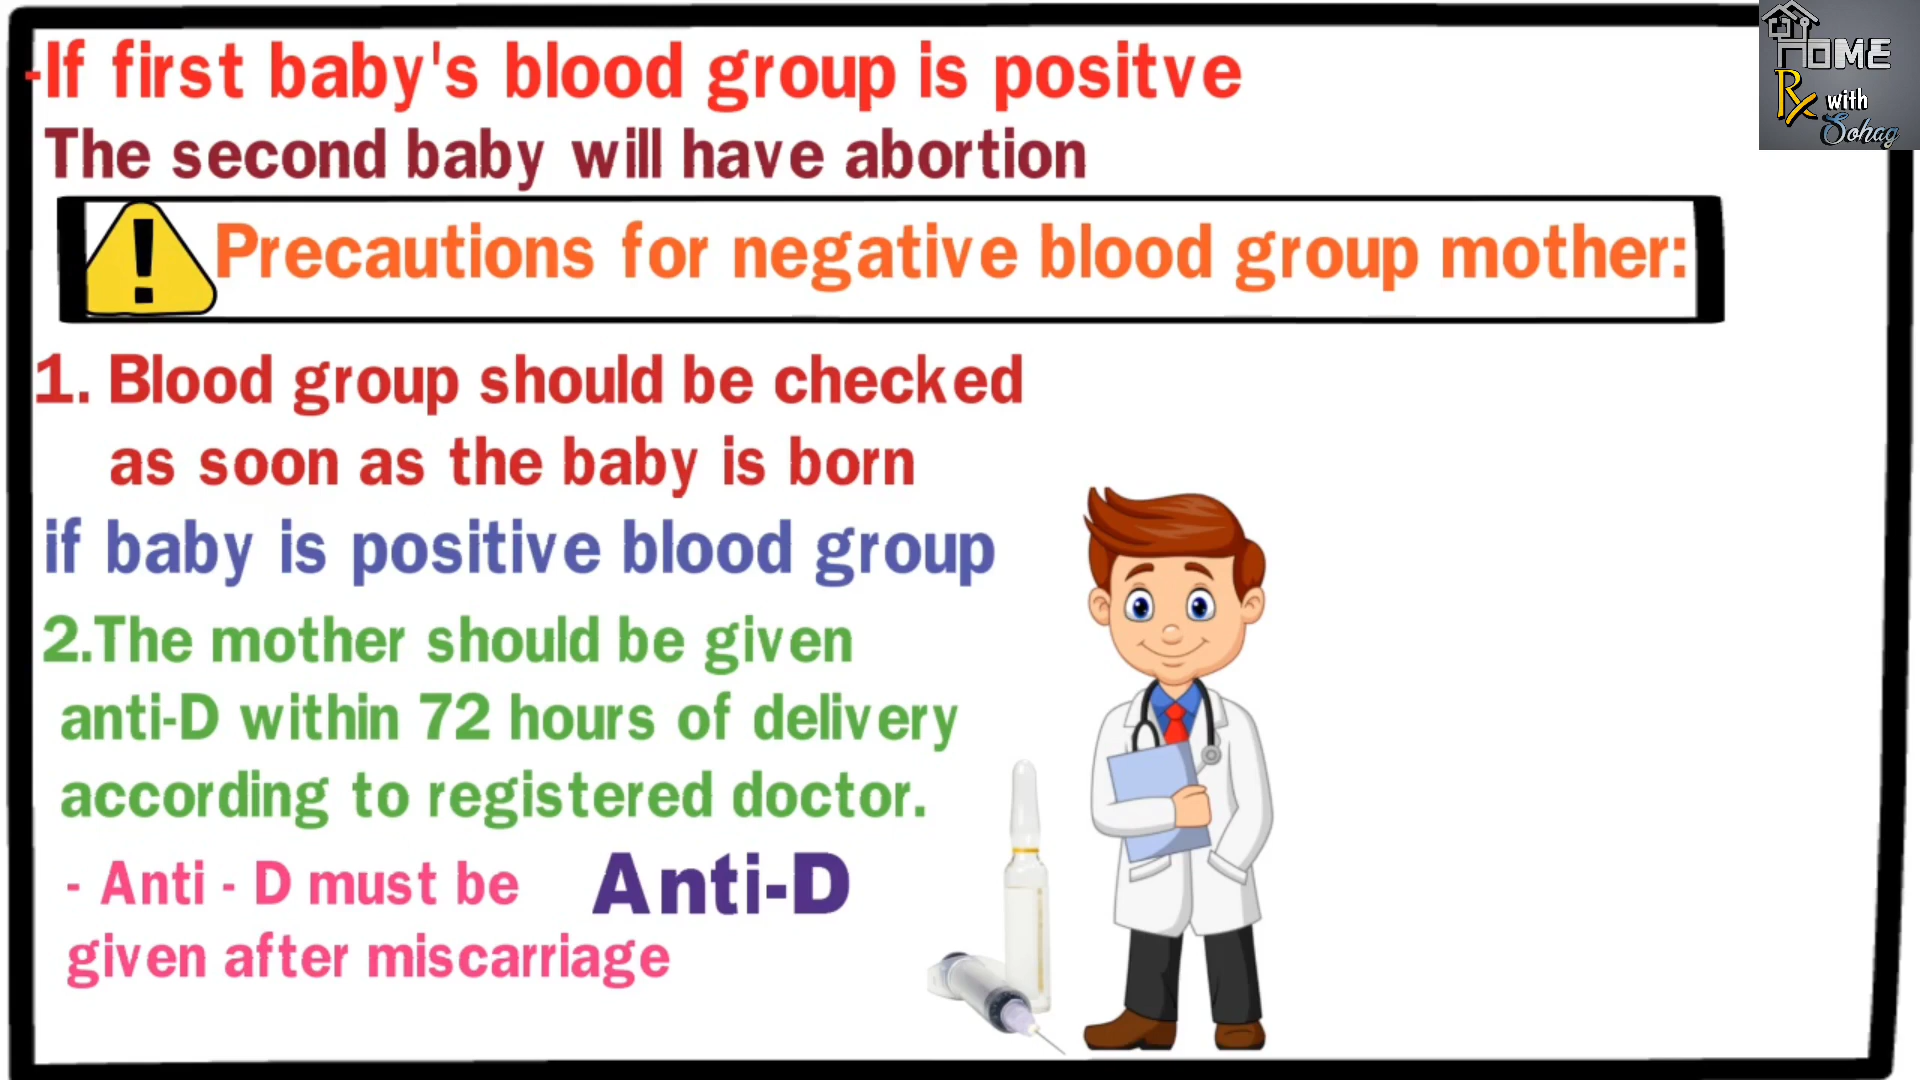 -If first baby's blood group is positve
The second baby will have abortion
Precautions for negative blood group mother:
1. Blood group should be checked
as soon as the baby is born
if baby is positive blood group
2.The mother should be given
anti-D within 72 hours of delivery
according to registered doctor.
- Anti - D must be
given after miscarriage
Anti-D
HOME
Rx with
Sohag